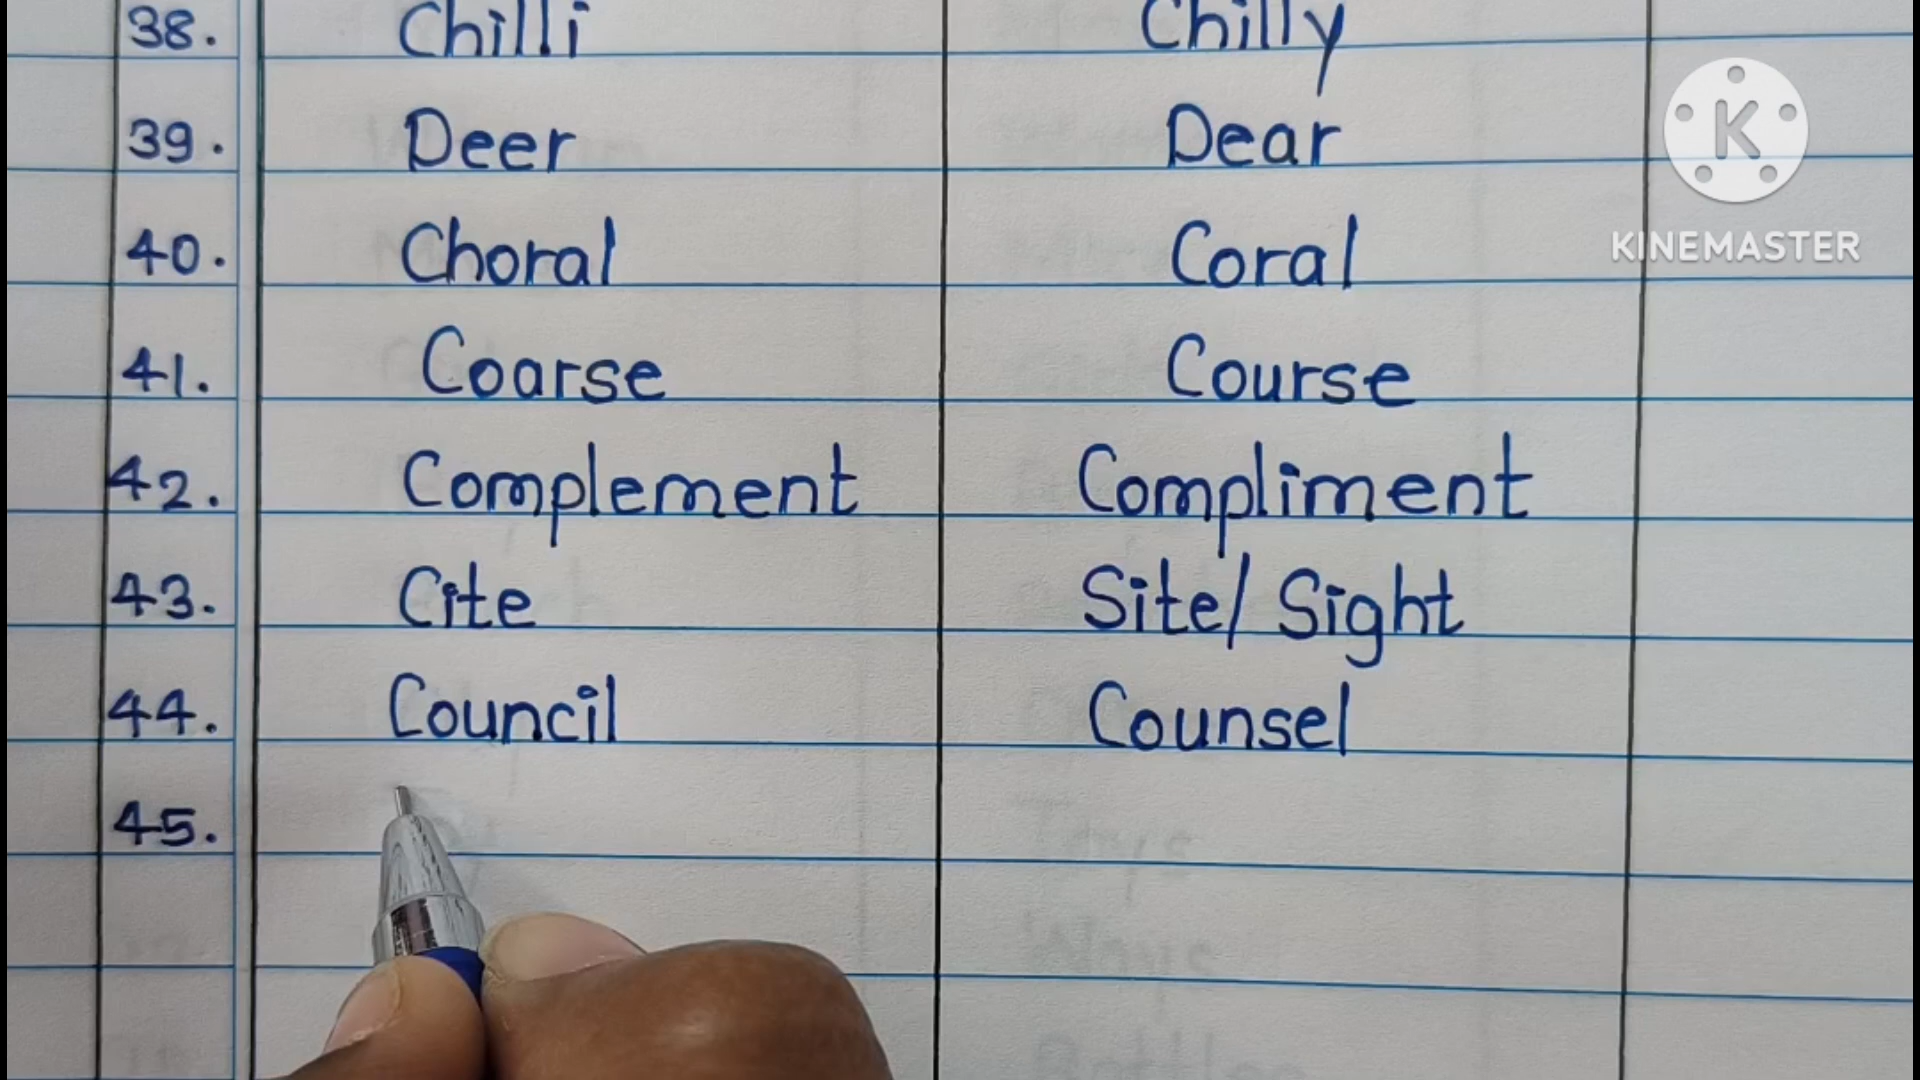 38. Chilli Chilly
39. Deer Dear
40. Choral Coral
41. Coarse Course
42. Complement Compliment
43. Cite Site/ Sight
44. Council Counsel
45.
K
KINEMASTER